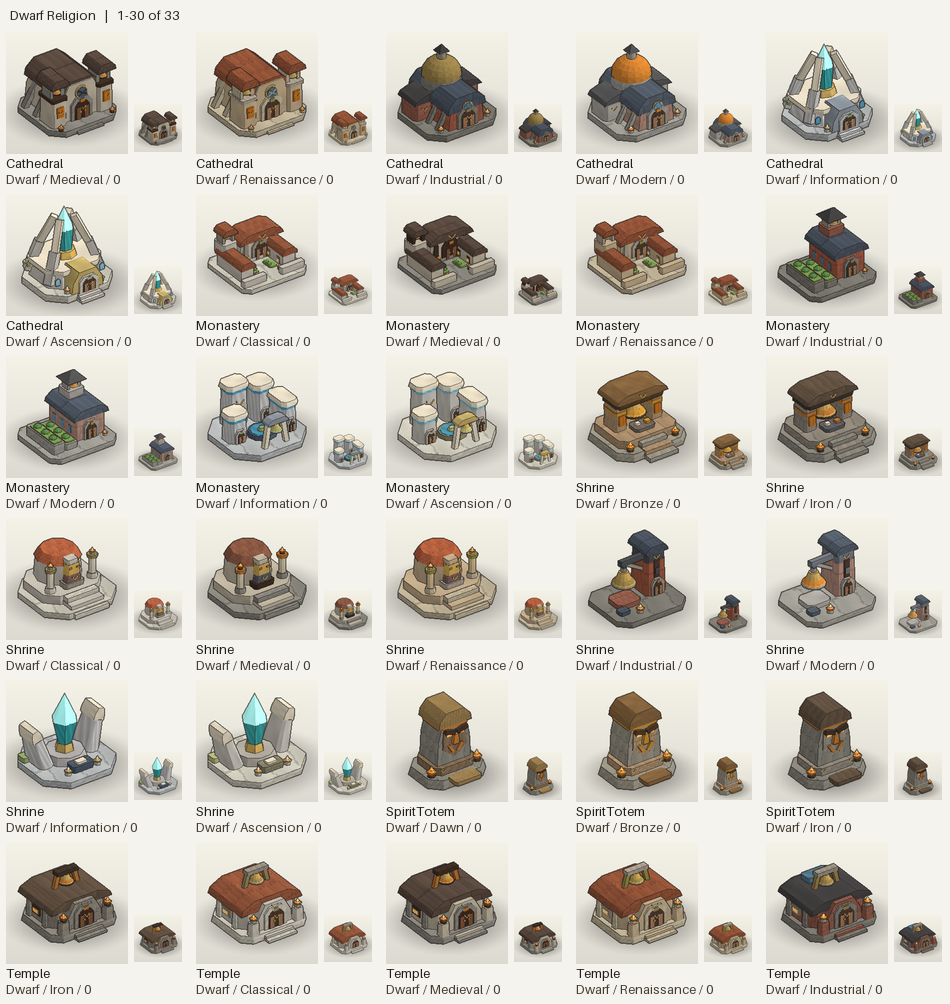 Dwarf Religion | 1-30 of 33
Cathedral
Dwarf / Medieval / 0
Cathedral
Dwarf / Renaissance / 0
Cathedral
Dwarf / Industrial / 0
Cathedral
Dwarf / Modern / 0
Cathedral
Dwarf / Information / 0
Cathedral
Dwarf / Ascension / 0
Monastery
Dwarf / Classical / 0
Monastery
Dwarf / Medieval / 0
Monastery
Dwarf / Renaissance / 0
Monastery
Dwarf / Industrial / 0
Monastery
Dwarf / Modern / 0
Monastery
Dwarf / Information / 0
Monastery
Dwarf / Ascension / 0
Shrine
Dwarf / Bronze / 0
Shrine
Dwarf / Iron / 0
Shrine
Dwarf / Classical / 0
Shrine
Dwarf / Medieval / 0
Shrine
Dwarf / Renaissance / 0
Shrine
Dwarf / Industrial / 0
Shrine
Dwarf / Modern / 0
Shrine
Dwarf / Information / 0
Shrine
Dwarf / Ascension / 0
SpiritTotem
Dwarf / Dawn / 0
SpiritTotem
Dwarf / Bronze / 0
SpiritTotem
Dwarf / Iron / 0
Temple
Dwarf / Iron / 0
Temple
Dwarf / Classical / 0
Temple
Dwarf / Medieval / 0
Temple
Dwarf / Renaissance / 0
Temple
Dwarf / Industrial / 0